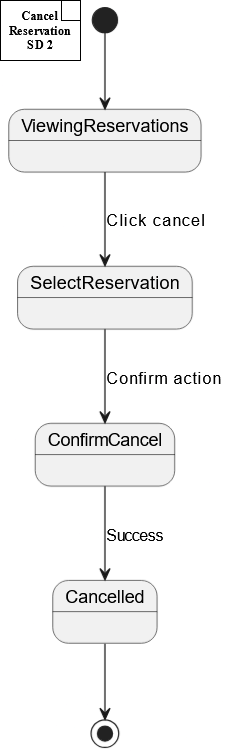 Cancel
Reservation
SD 2
ViewingReservations
Click cancel
SelectReservation
Confirm action
ConfirmCancel
Success
Cancelled